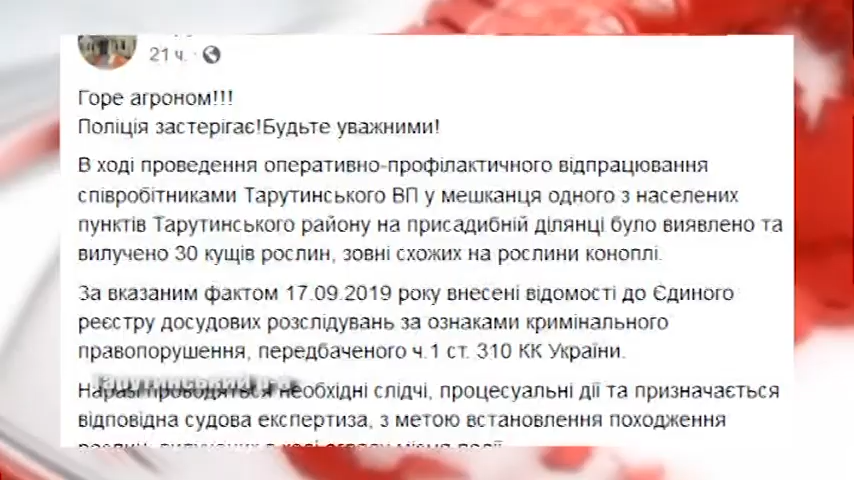 21 ч.
Горе агроном!!!
Поліція застерігає!Будьте уважними!
В ході проведення оперативно-профілактичного відпрацювання
співробітниками Тарутинського ВП у мешканця одного з населених
пунктів Тарутинського району на присадибній ділянці було виявлено та
вилучено 30 кущів рослин, зовні схожих на рослини коноплі.
За вказаним фактом 17.09.2019 року внесені відомості до Єдиного
реєстру досудових розслідувань за ознаками кримінального
правопорушення, передбаченого ч.1 ст. 310 КК України.
Тарутинський р-н
Наразі проводяться необхідні слідчі, процесуальні дії та призначається
відповідна судова експертиза, з метою встановлення походження